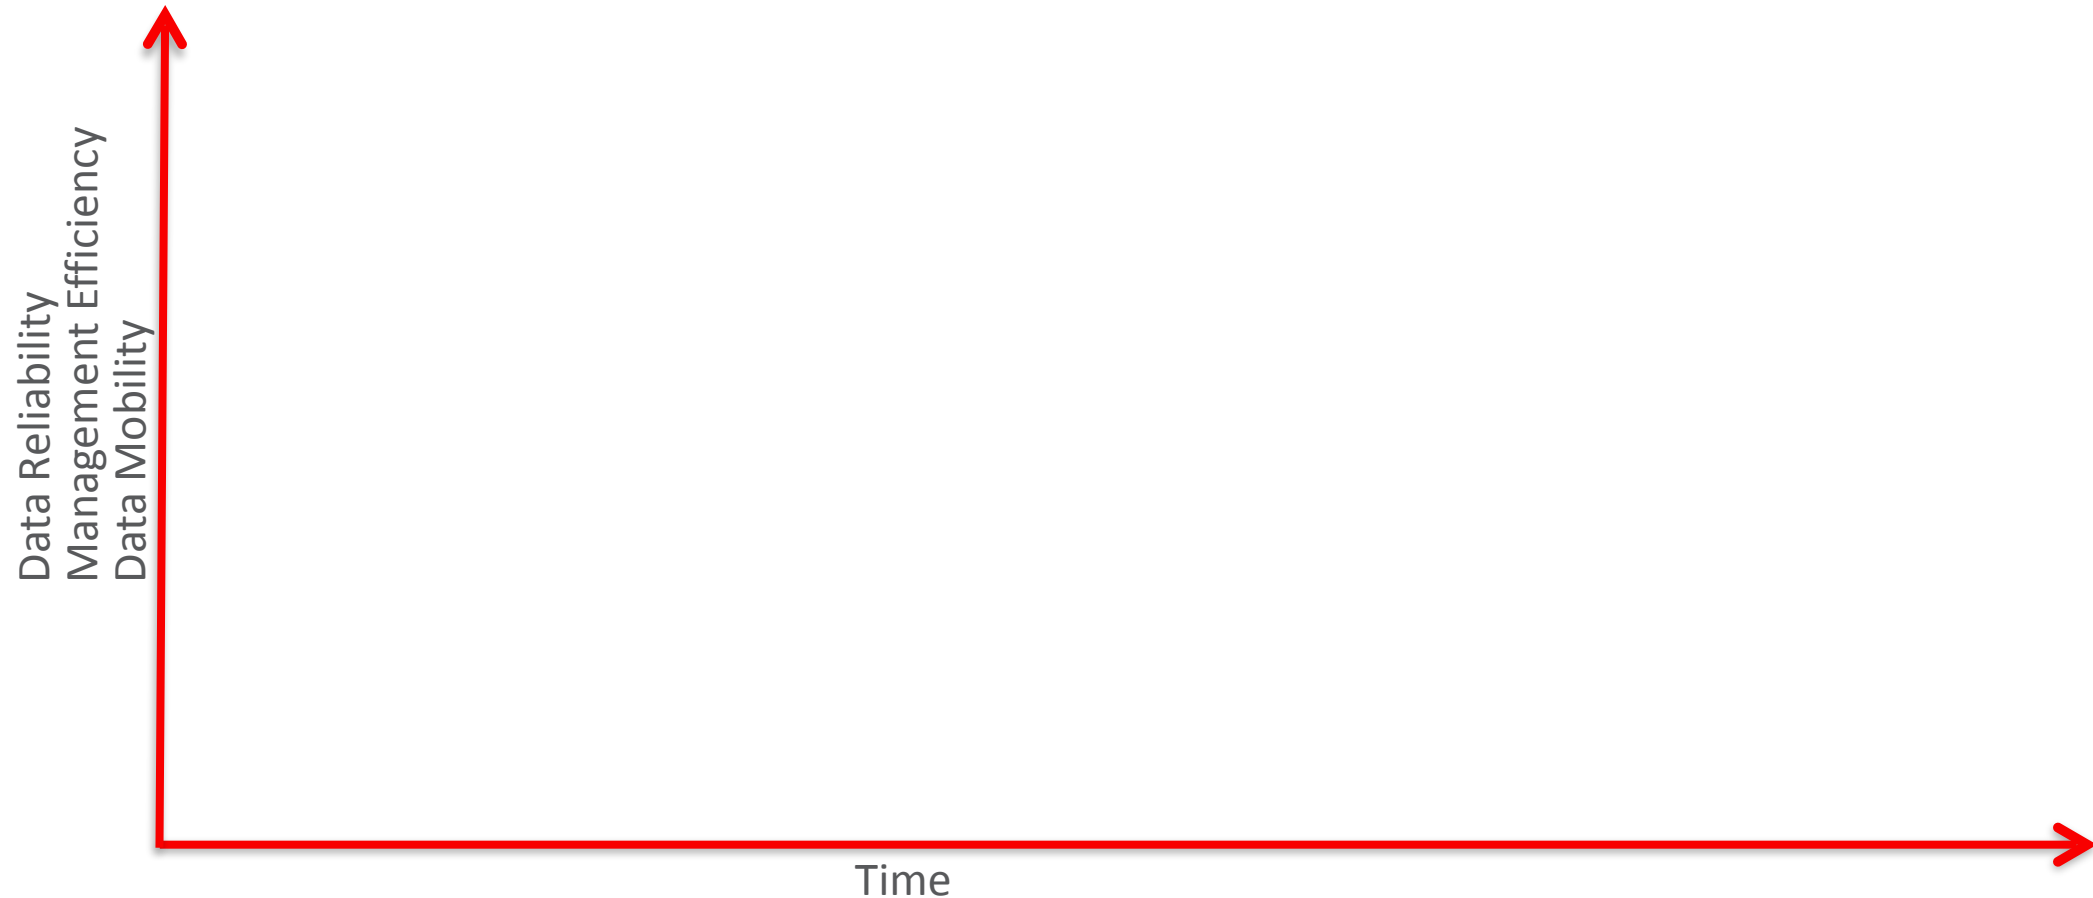 Data Reliability
Management Efficiency
Data Mobility
Time